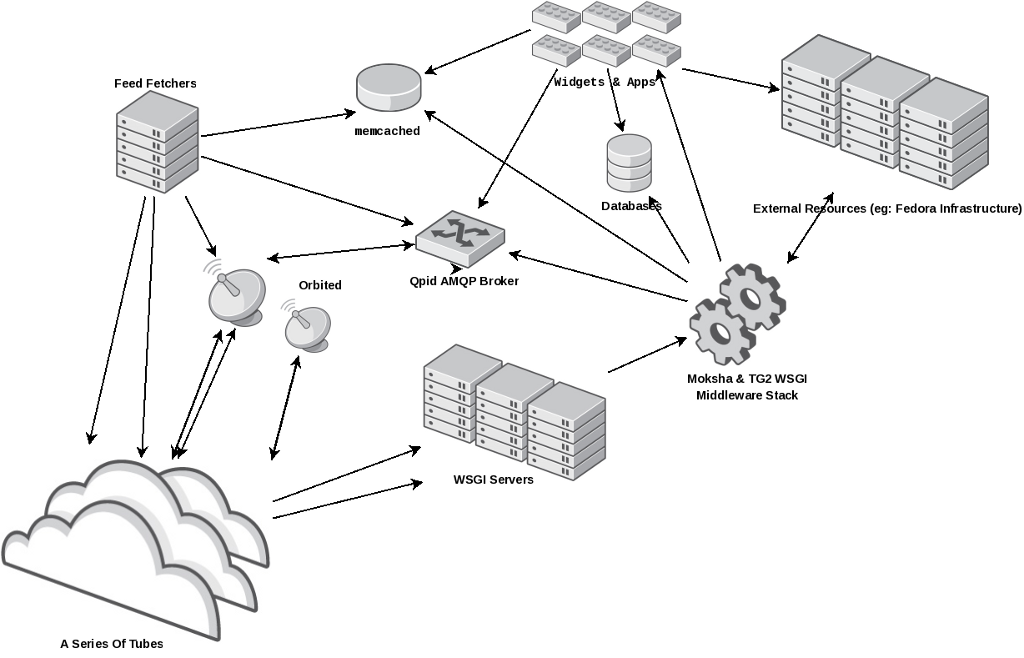 Feed Fetchers
Widgets & Apps
memcached
Databases
External Resources (eg: Fedora Infrastructure)
Orbited
Qpid AMQP Broker
Moksha & TG2 WSGI
Middleware Stack
WSGI Servers
A Series Of Tubes